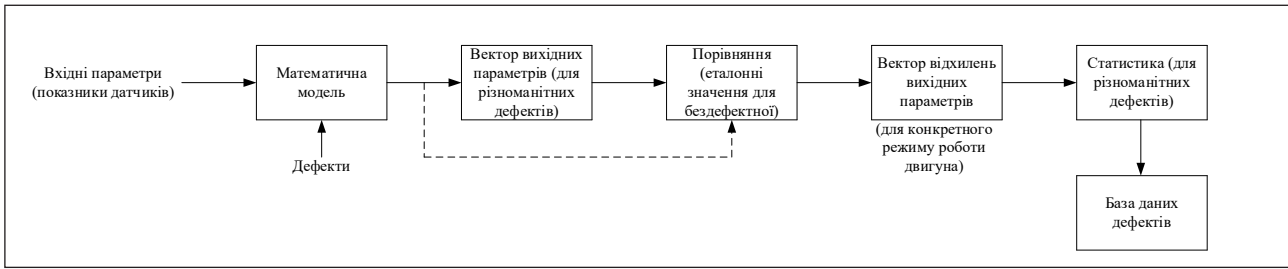 Вхідні параметри
(показники датчиків)
Математична
модель
Дефекти
Вектор вихідних
параметрів (для
різноманітних
дефектів)
Порівняння
(еталонні
значення для
бездефектної)
Вектор відхилень
вихідних
параметрів
(для конкретного
режиму роботи
двигуна)
Статистика (для
різноманітних
дефектів)
База даних
дефектів